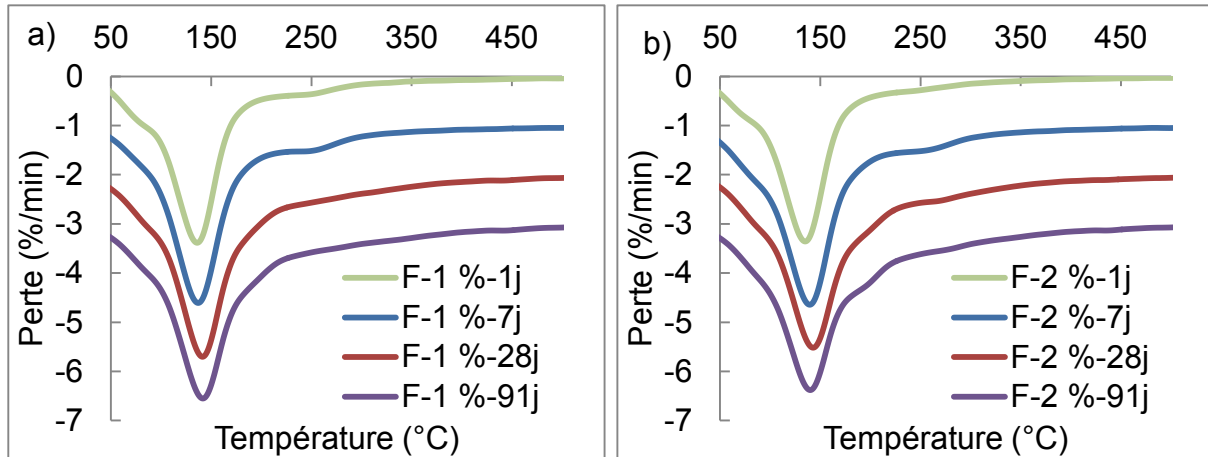 a)
50 150 250 350 450
0
-1
-2
-3
-4
-5
-6
-7
Perte (%/min)
F-1 %-1j
F-1 %-7j
F-1 %-28j
F-1 %-91j
Température (°C)
b)
50 150 250 350 450
0
-1
-2
-3
-4
-5
-6
-7
Perte (%/min)
F-2 %-1j
F-2 %-7j
F-2 %-28j
F-2 %-91j
Température (°C)